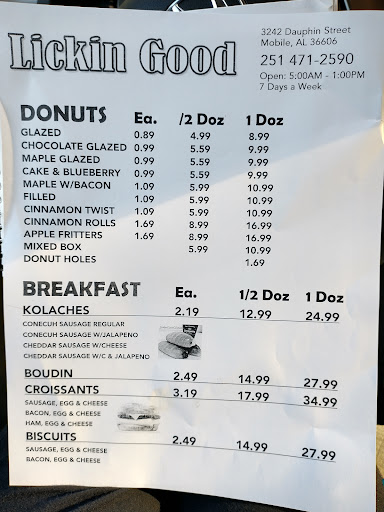 Lickin Good
3242 Dauphin Street
Mobile, AL 36606
251 471-2590
Open: 5:00AM - 1:00PM
7 Days a Week
DONUTS Ea. /2 Doz 1 Doz
GLAZED 0.89 4.99 8.99
CHOCOLATE GLAZED 0.99 5.59 9.99
MAPLE GLAZED 0.99 5.59 9.99
CAKE & BLUEBERRY 0.99 5.59 9.99
MAPLE W/BACON 1.09 5.99 10.99
FILLED 1.09 5.99 10.99
CINNAMON TWIST 1.09 5.99 10.99
CINNAMON ROLLS 1.69 8.99 16.99
APPLE FRITTERS 1.69 8.99 16.99
MIXED BOX 5.99 10.99
DONUT HOLES 1.69
BREAKFAST Ea. 1/2 Doz 1 Doz
KOLACHES 2.19 12.99 24.99
CONECUH SAUSAGE REGULAR
CONECUH SAUSAGE W/JALAPENO
CHEDDAR SAUSAGE W/CHEESE
CHEDDAR SAUSAGE W/C & JALAPENO
BOUDIN 2.49 14.99 27.99
CROISSANTS 3.19 17.99 34.99
SAUSAGE, EGG & CHEESE
BACON, EGG & CHEESE
HAM, EGG & CHEESE
BISCUITS 2.49 14.99 27.99
SAUSAGE, EGG & CHEESE
BACON, EGG & CHEESE